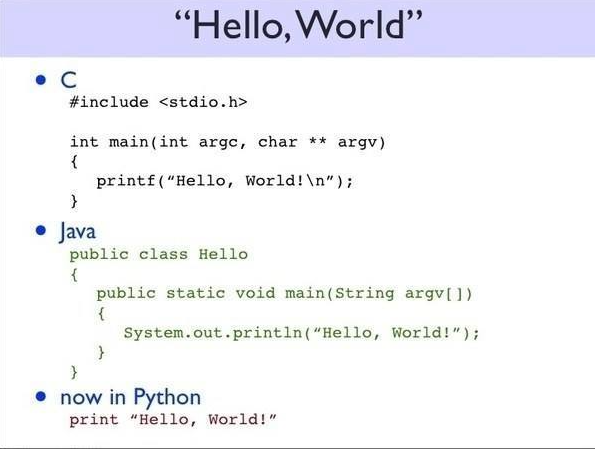 “Hello, World”
• C
#include <stdio.h>
int main(int argc, char ** argv)
{
printf(“Hello, World!\n”);
}
• Java
public class Hello
{
public static void main(String argv[])
{
System.out.println(“Hello, World!”);
}
}
• now in Python
print “Hello, World!”